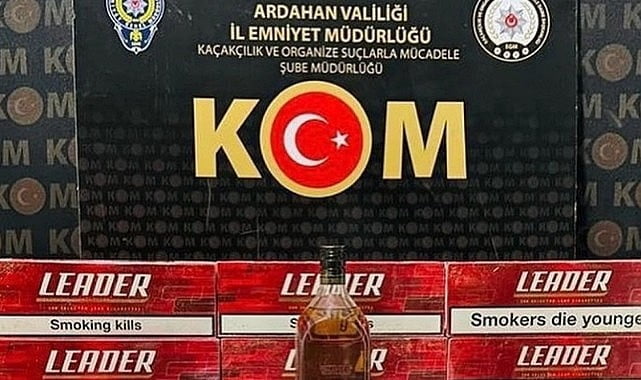 ARDAHAN VALİLİĞİ
İL EMNİYET MÜDÜRLÜĞÜ
KAÇAKÇILIK VE ORGANİZE SUÇLARLA MÜCADELE
ŞUBE MÜDÜRLÜĞÜ
KOM
LEADER LEADER LEADER
Smoking kills
Smokers die younge
LEADER LEADER LEADER